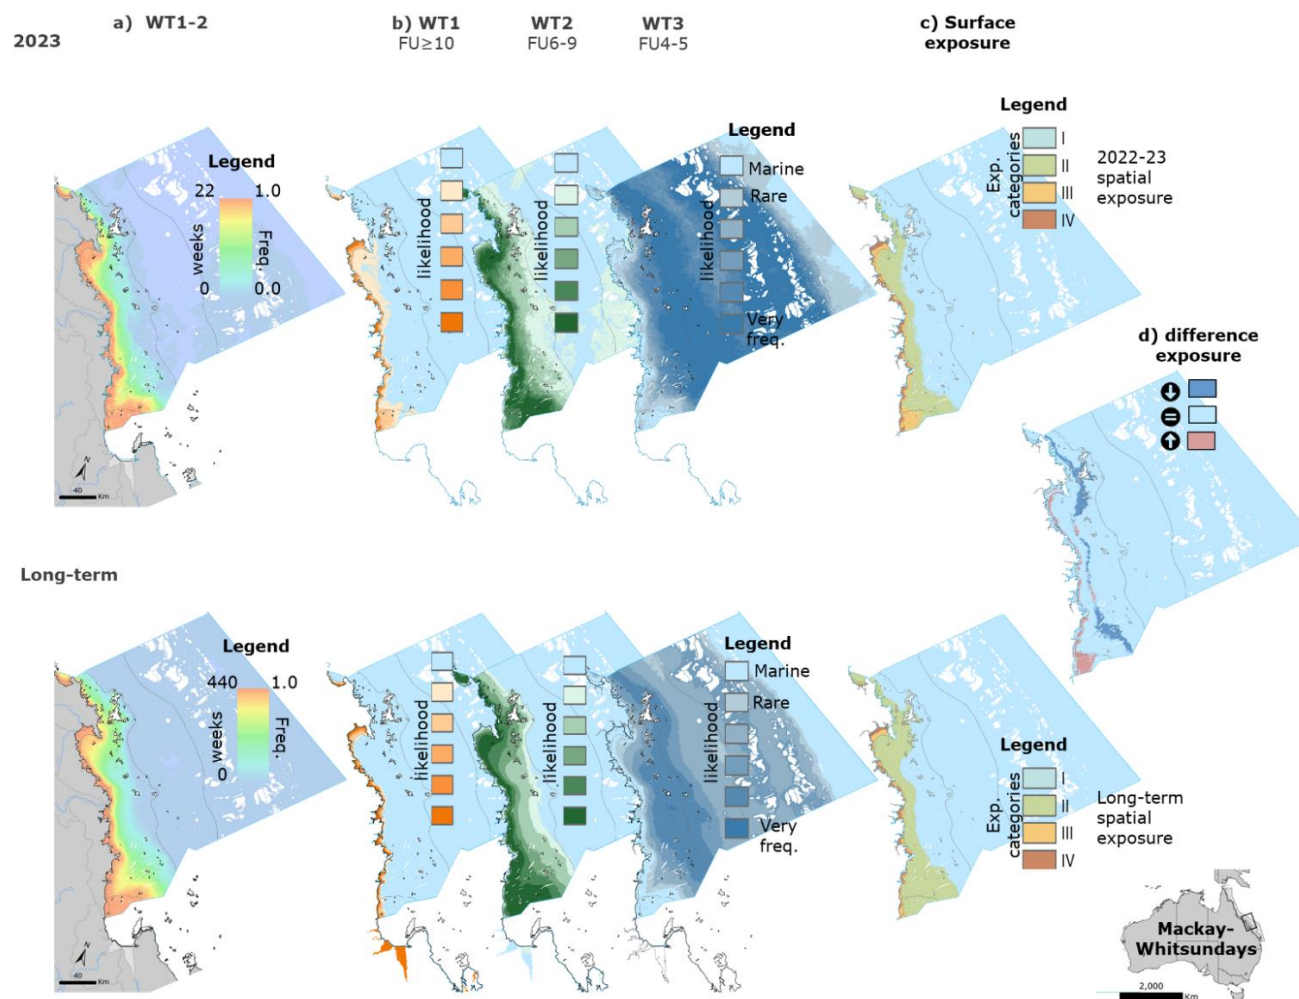 a) WT1-2
b) WT1
FU≥10
WT2
FU6-9
WT3
FU4-5
c) Surface
exposure
2023
Legend
22
1.0
weeks
Freq.
0
0.0
N
40
Km
likelihood
likelihood
Legend
Marine
Rare
likelihood
Very
freq.
Legend
Exp.
categories
I
II
III
IV
2022-23
spatial
exposure
d) difference
exposure
Long-term
Legend
440
1.0
weeks
Freq.
0
0.0
N
40
Km
likelihood
likelihood
Legend
Marine
Rare
likelihood
Very
freq.
Legend
Exp.
categories
I
II
III
IV
Long-term
spatial
exposure
Mackay-
Whitsundays
2,000
Km